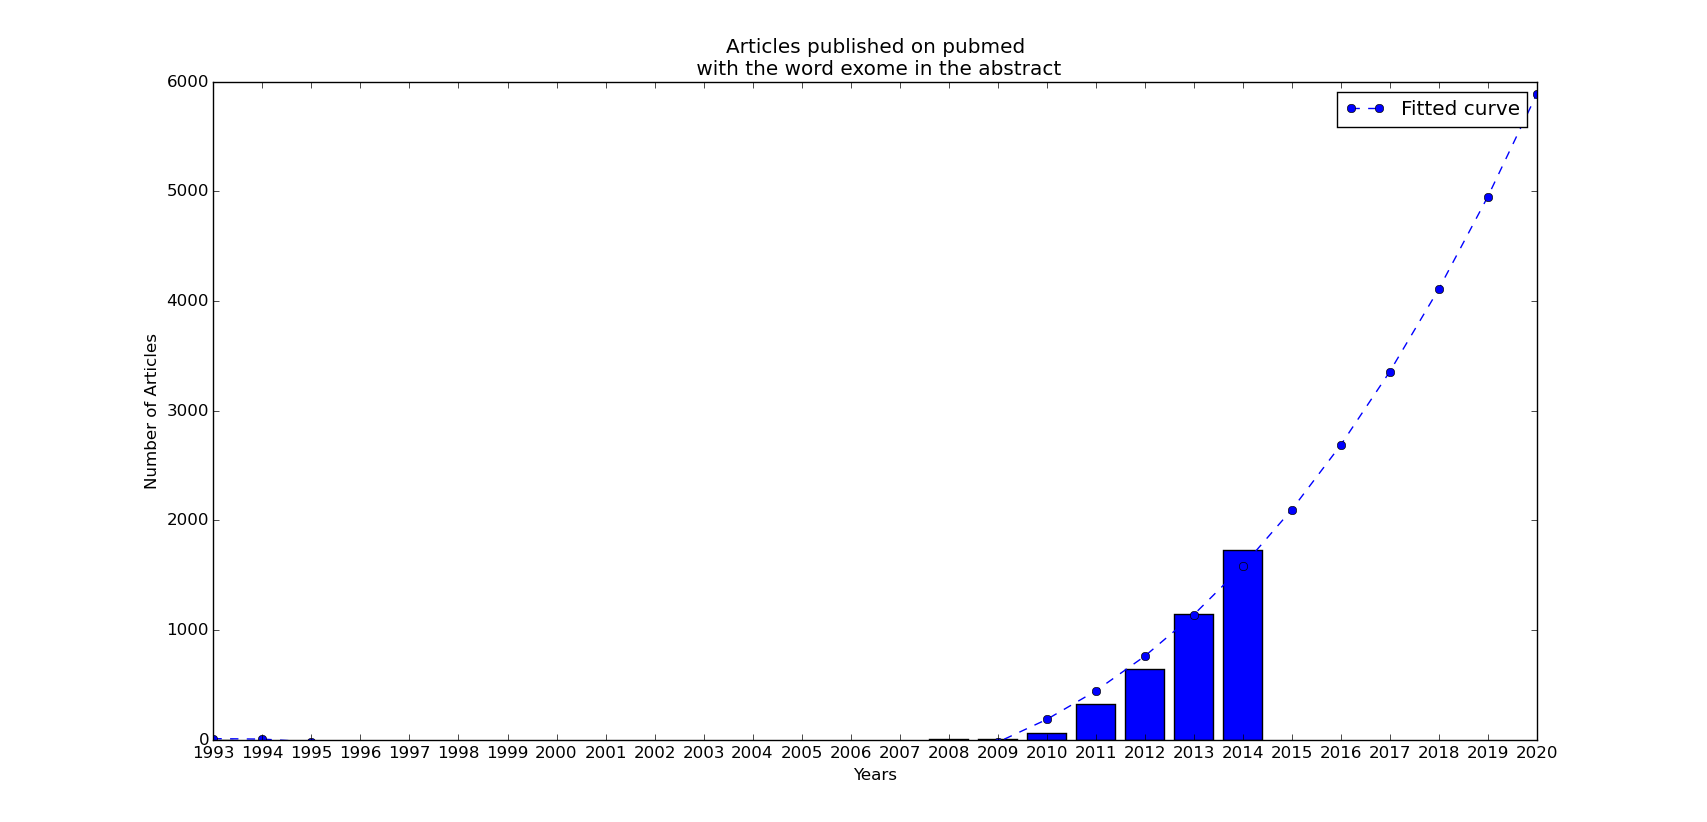 Articles published on pubmed
with the word exome in the abstract
Fitted curve
6000
5000
4000
3000
2000
1000
0
Number of Articles
1993 1994 1995 1996 1997 1998 1999 2000 2001 2002 2003 2004 2005 2006 2007 2008 2009 2010 2011 2012 2013 2014 2015 2016 2017 2018 2019 2020
Years